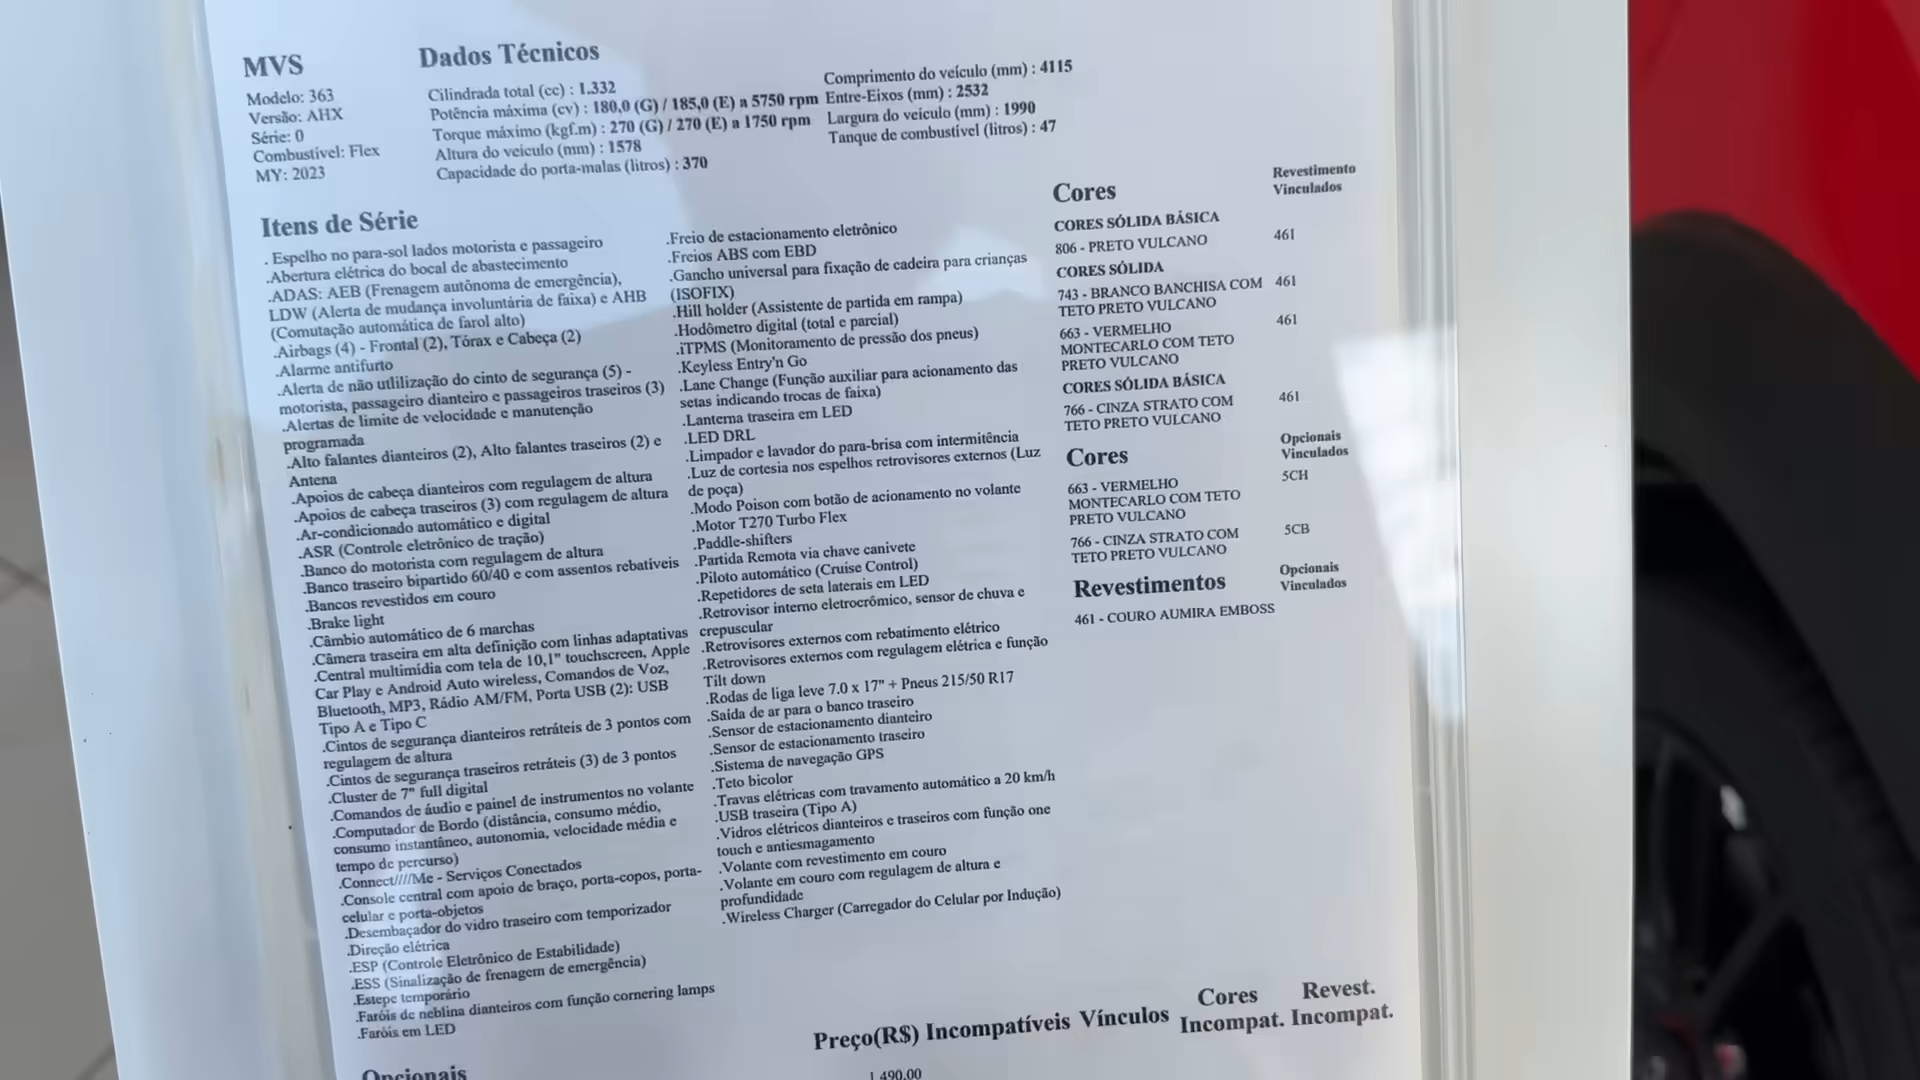 MVS
Modelo: 363
Versão: AHX
Série: 0
Combustível: Flex
MY: 2023
Dados Técnicos
Cilindrada total (cc) : 1.332
Potência máxima (cv) : 180,0 (G) / 185,0 (E) a 5750 rpm
Torque máximo (kgf.m) : 270 (G) / 270 (E) a 1750 rpm
Altura do veículo (mm) : 1578
Capacidade do porta-malas (litros) : 370
Comprimento do veículo (mm) : 4115
Entre-Eixos (mm) : 2532
Largura do veículo (mm) : 1990
Tanque de combustível (litros) : 47
Itens de Série
. Espelho no para-sol lados motorista e passageiro
.Abertura elétrica do bocal de abastecimento
.ADAS: AEB (Frenagem autônoma de emergência),
LDW (Alerta de mudança involuntária de faixa) e AHB
(Comutação automática de farol alto)
.Airbags (4) - Frontal (2), Tórax e Cabeça (2)
.Alarme antifurto
.Alerta de não utlilização do cinto de segurança (5) -
motorista, passageiro dianteiro e passageiros traseiros (3)
.Alertas de limite de velocidade e manutenção
programada
.Alto falantes dianteiros (2), Alto falantes traseiros (2) e
Antena
.Apoios de cabeça dianteiros com regulagem de altura
.Apoios de cabeça traseiros (3) com regulagem de altura
.Ar-condicionado automático e digital
.ASR (Controle eletrônico de tração)
.Banco do motorista com regulagem de altura
.Banco traseiro bipartido 60/40 e com assentos rebatíveis
.Bancos revestidos em couro
.Brake light
.Câmbio automático de 6 marchas
.Câmera traseira em alta definição com linhas adaptativas
.Central multimídia com tela de 10,1" touchscreen, Apple
Car Play e Android Auto wireless, Comandos de Voz,
Bluetooth, MP3, Rádio AM/FM, Porta USB (2): USB
Tipo A e Tipo C
.Cintos de segurança dianteiros retráteis de 3 pontos com
regulagem de altura
.Cintos de segurança traseiros retráteis (3) de 3 pontos
.Cluster de 7" full digital
.Comandos de áudio e painel de instrumentos no volante
.Computador de Bordo (distância, consumo médio,
consumo instantâneo, autonomia, velocidade média e
tempo de percurso)
.Connect////Me - Serviços Conectados
.Console central com apoio de braço, porta-copos, porta-
celular e porta-objetos
.Desembaçador do vidro traseiro com temporizador
.Direção elétrica
.ESP (Controle Eletrônico de Estabilidade)
.ESS (Sinalização de frenagem de emergência)
.Estepe temporário
.Faróis de neblina dianteiros com função cornering lamps
.Faróis em LED
.Freio de estacionamento eletrônico
.Freios ABS com EBD
.Gancho universal para fixação de cadeira para crianças
(ISOFIX)
.Hill holder (Assistente de partida em rampa)
.Hodômetro digital (total e parcial)
.iTPMS (Monitoramento de pressão dos pneus)
.Keyless Entry'n Go
.Lane Change (Função auxiliar para acionamento das
setas indicando trocas de faixa)
.Lanterna traseira em LED
.LED DRL
.Limpador e lavador do para-brisa com intermitência
.Luz de cortesia nos espelhos retrovisores externos (Luz
de poça)
.Modo Poison com botão de acionamento no volante
.Motor T270 Turbo Flex
.Paddle-shifters
.Partida Remota via chave canivete
.Piloto automático (Cruise Control)
.Repetidores de seta laterais em LED
.Retrovisor interno eletrocrômico, sensor de chuva e
crepuscular
.Retrovisores externos com rebatimento elétrico
.Retrovisores externos com regulagem elétrica e função
Tilt down
.Rodas de liga leve 7.0 x 17" + Pneus 215/50 R17
.Saída de ar para o banco traseiro
.Sensor de estacionamento dianteiro
.Sensor de estacionamento traseiro
.Sistema de navegação GPS
.Teto bicolor
.Travas elétricas com travamento automático a 20 km/h
.USB traseira (Tipo A)
.Vidros elétricos dianteiros e traseiros com função one
touch e antiesmagamento
.Volante com revestimento em couro
.Volante em couro com regulagem de altura e
profundidade
.Wireless Charger (Carregador do Celular por Indução)
Cores
Revestimento
Vinculados
CORES SÓLIDA BÁSICA
806 - PRETO VULCANO 461
CORES SÓLIDA
743 - BRANCO BANCHISA COM 461
TETO PRETO VULCANO
663 - VERMELHO 461
MONTECARLO COM TETO
PRETO VULCANO
CORES SÓLIDA BÁSICA
766 - CINZA STRATO COM 461
TETO PRETO VULCANO
Cores
Opcionais
Vinculados
663 - VERMELHO 5CH
MONTECARLO COM TETO
PRETO VULCANO
766 - CINZA STRATO COM 5CB
TETO PRETO VULCANO
Revestimentos
Opcionais
Vinculados
461 - COURO AUMIRA EMBOSS
Preço(R$) Incompatíveis Vínculos Cores Incompat. Revest. Incompat.
Opcionais
1.490,00